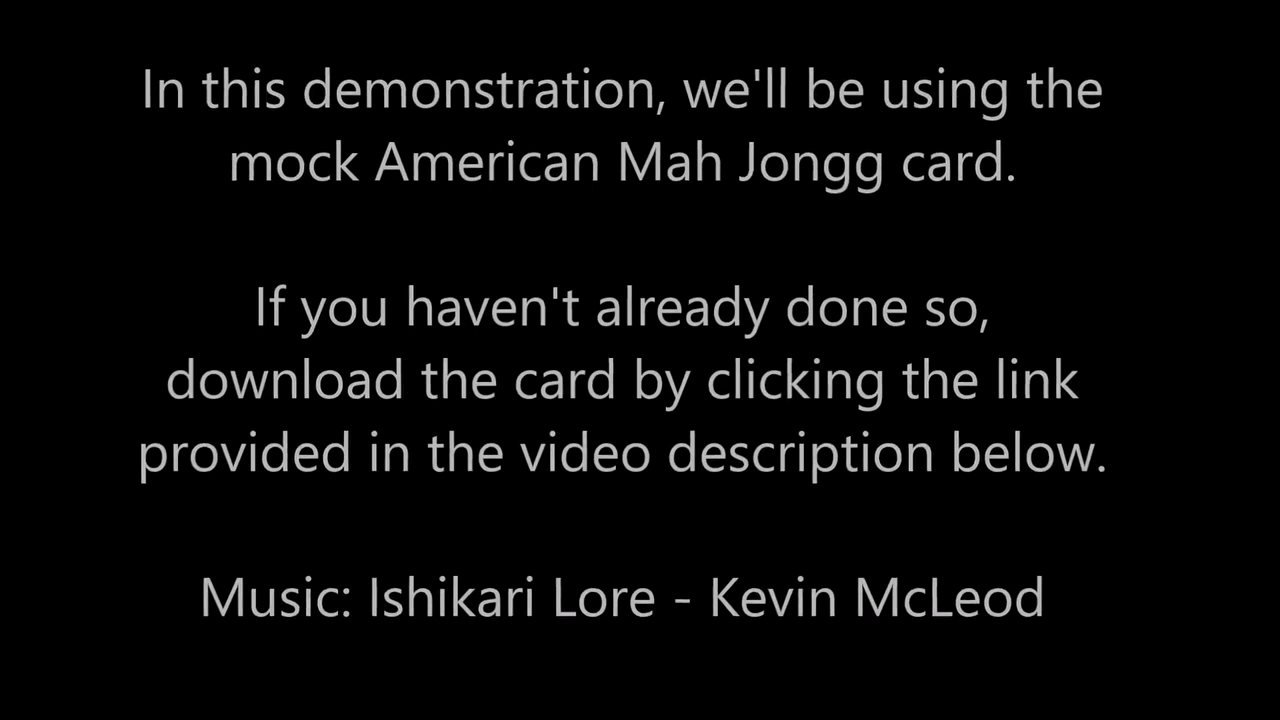 In this demonstration, we'll be using the
mock American Mah Jongg card.
If you haven't already done so,
download the card by clicking the link
provided in the video description below.
Music: Ishikari Lore - Kevin McLeod